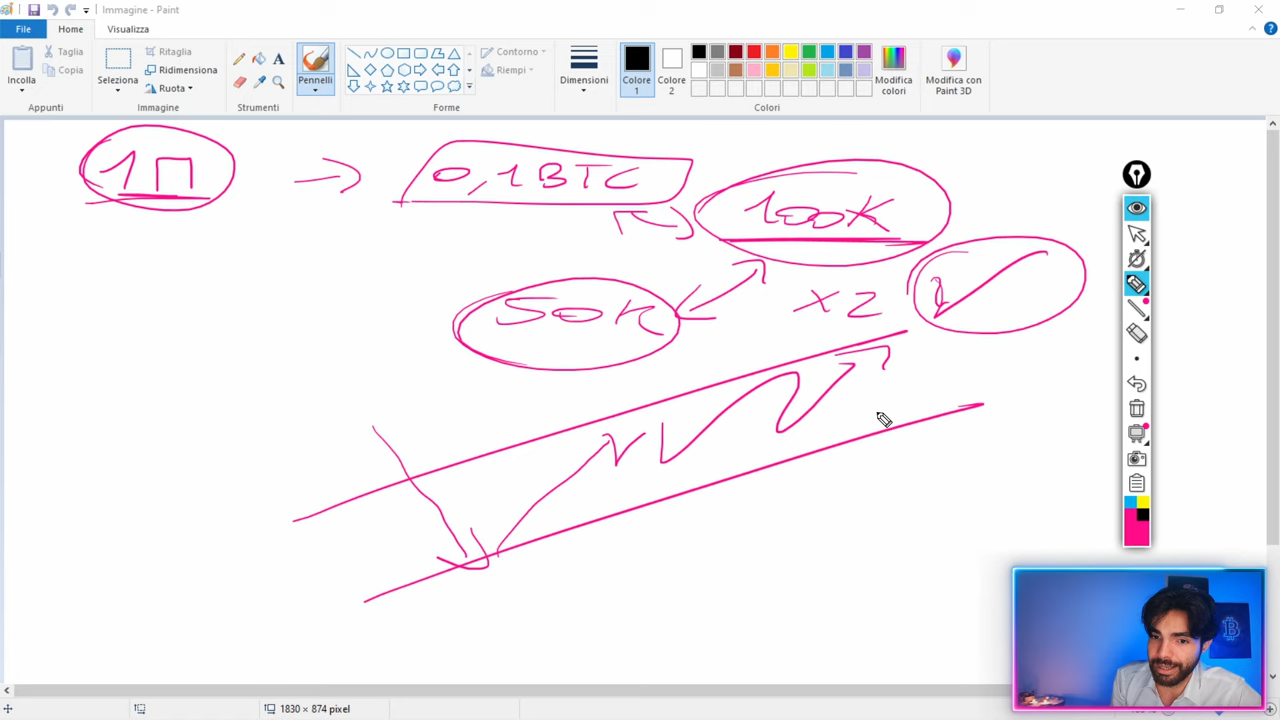 Immagine - Paint
File Home Visualizza
Incolla
Taglia
Copia
Appunti
Seleziona
Ritaglia
Ridimensiona
Ruota
Immagine
Strumenti
Pennelli
Contorno
Riempi
Forme
Dimensioni
Colore 1
Colore 2
Modifica colori
Colori
Modifica con Paint 3D
1П
0,1BTC
100K
50K
x2
1830 × 874 pixel